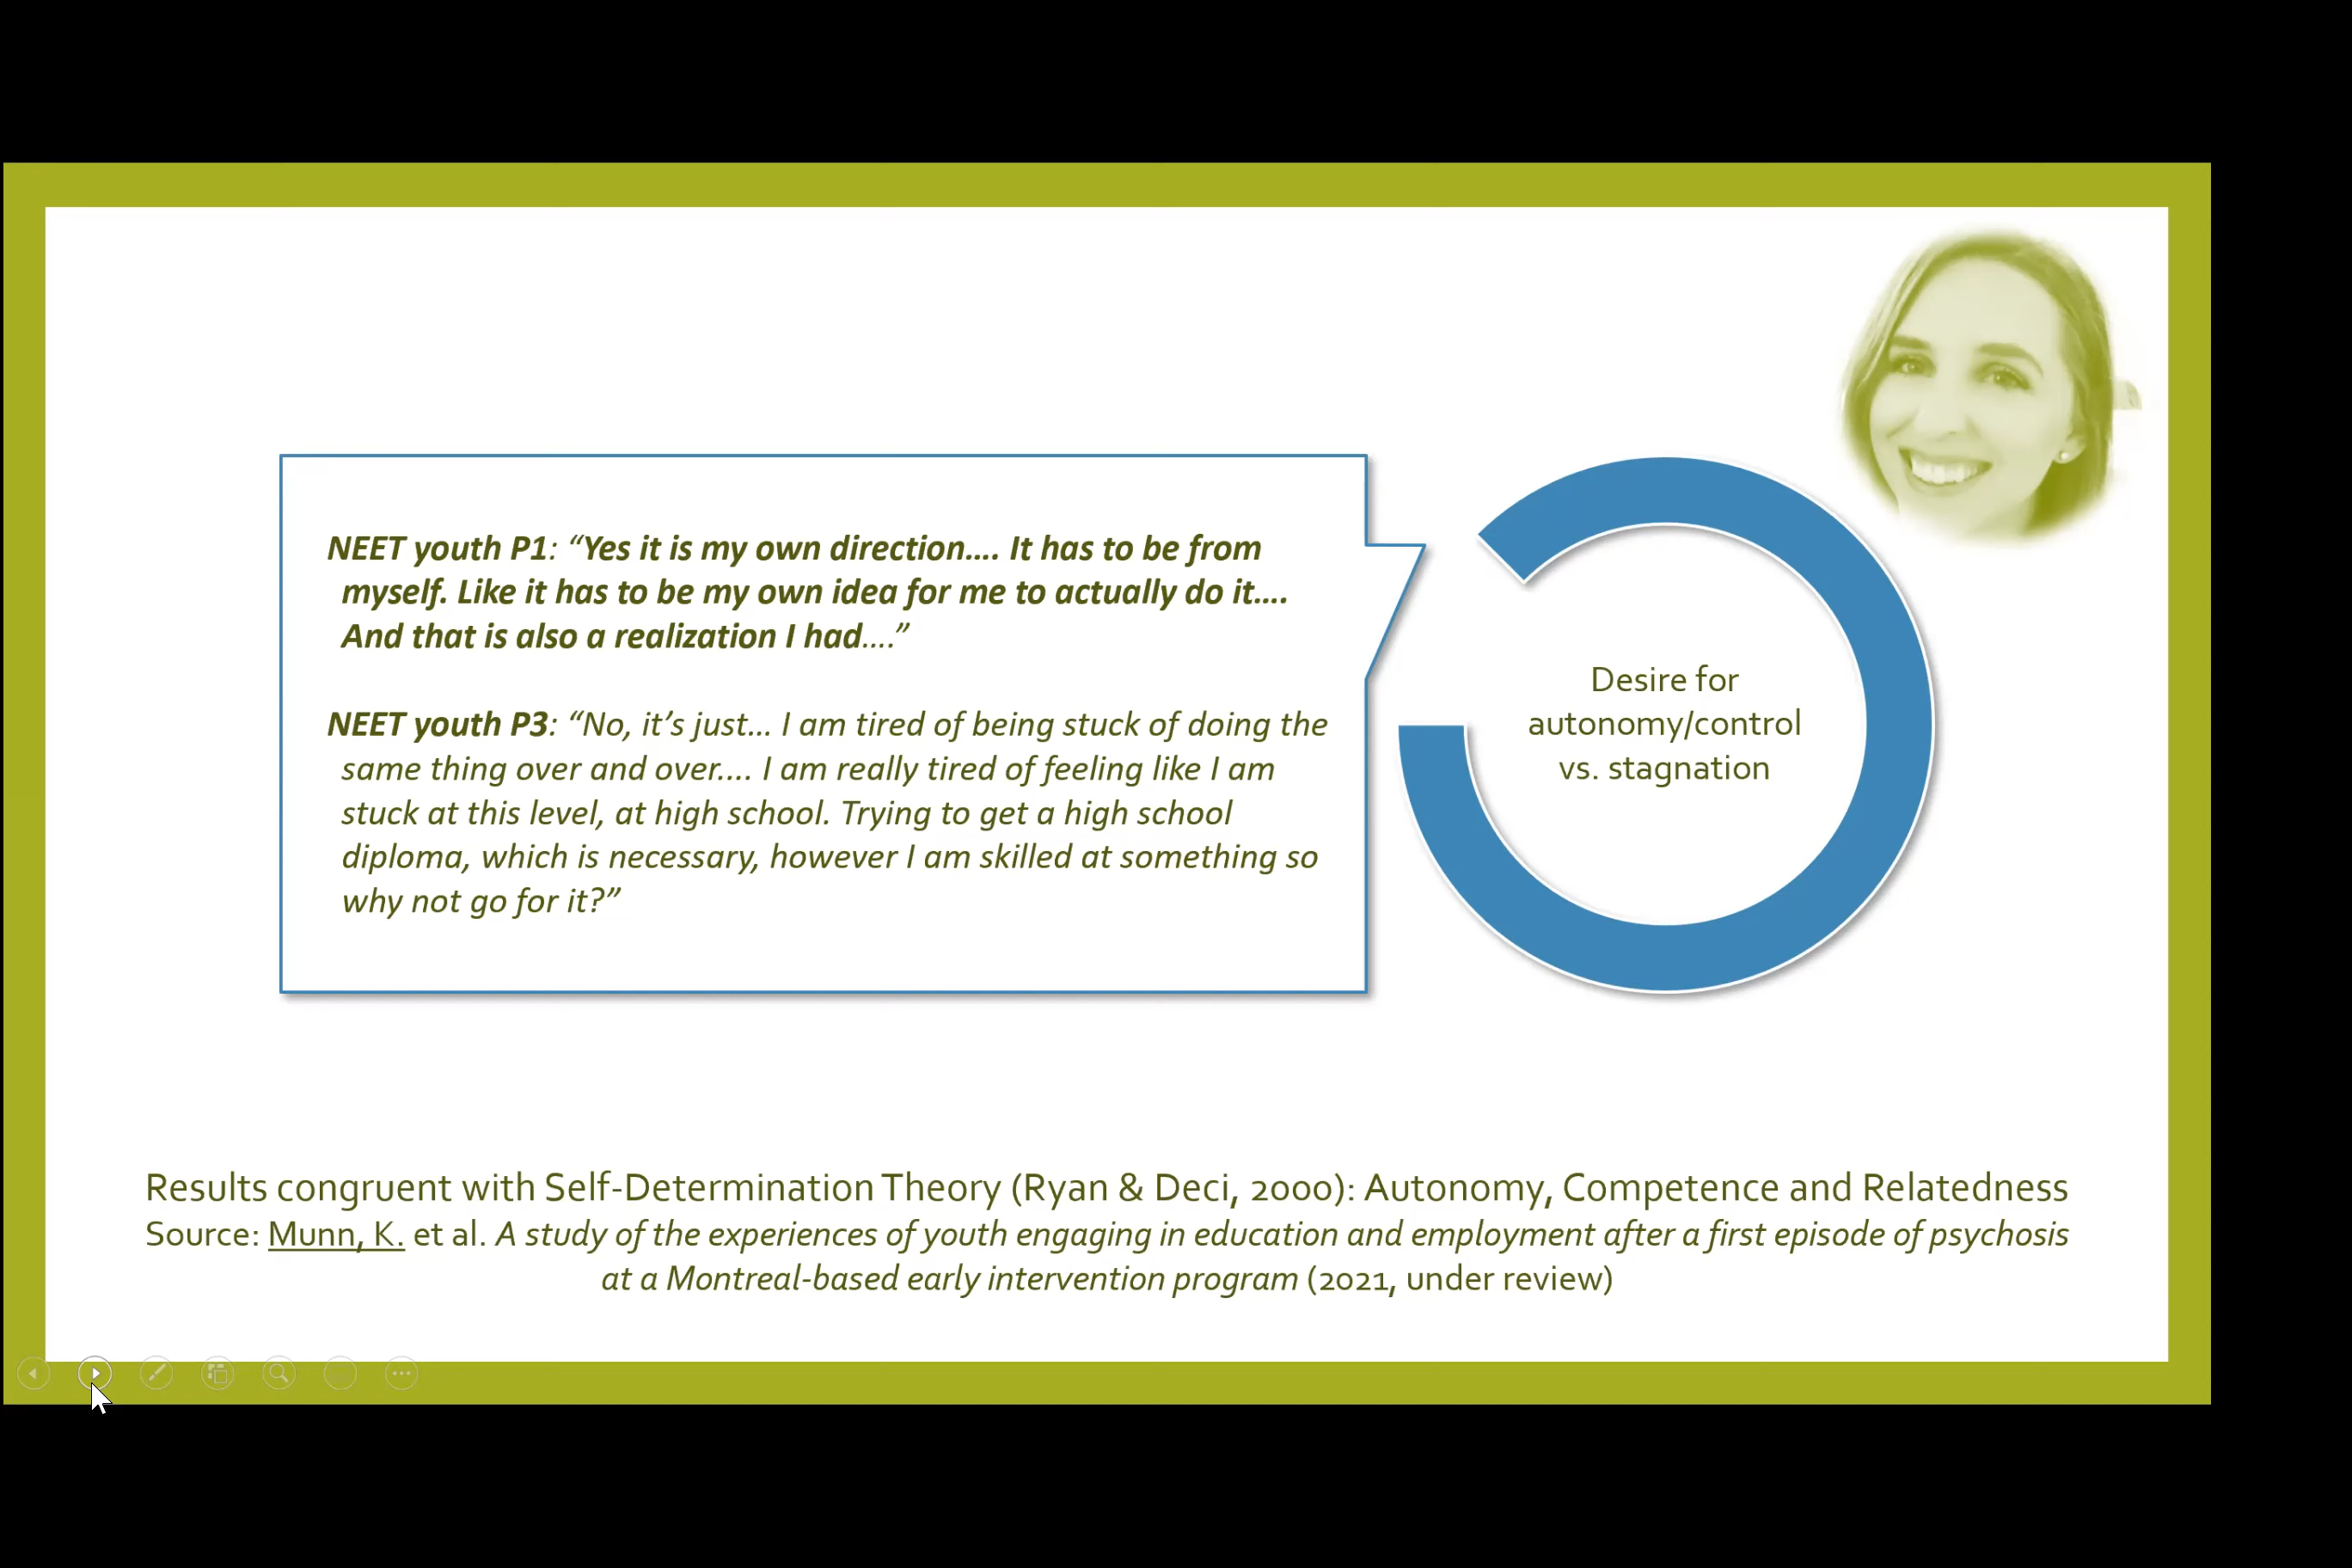 NEET youth P1: “Yes it is my own direction.... It has to be from
myself. Like it has to be my own idea for me to actually do it....
And that is also a realization I had....”
NEET youth P3: “No, it’s just... I am tired of being stuck of doing the
same thing over and over.... I am really tired of feeling like I am
stuck at this level, at high school. Trying to get a high school
diploma, which is necessary, however I am skilled at something so
why not go for it?”
Desire for
autonomy/control
vs. stagnation
Results congruent with Self-Determination Theory (Ryan & Deci, 2000): Autonomy, Competence and Relatedness
Source: Munn, K. et al. A study of the experiences of youth engaging in education and employment after a first episode of psychosis
at a Montreal-based early intervention program (2021, under review)